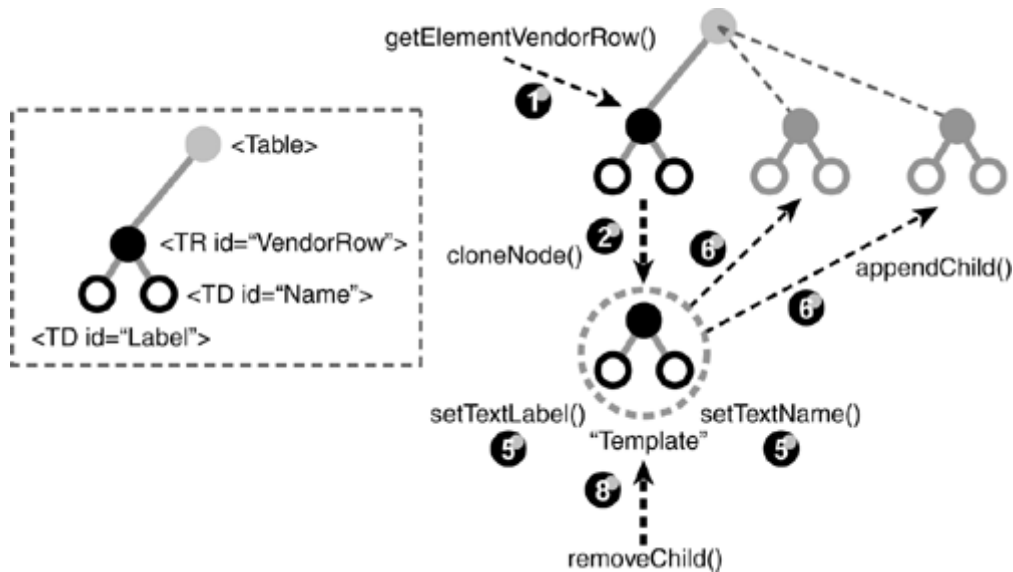 getElementVendorRow()
1
<Table>
<TR id=“VendorRow”>
<TD id=“Name”>
<TD id=“Label”>
2
cloneNode()
6
appendChild()
6
setTextLabel()
5
“Template”
setTextName()
5
8
removeChild()